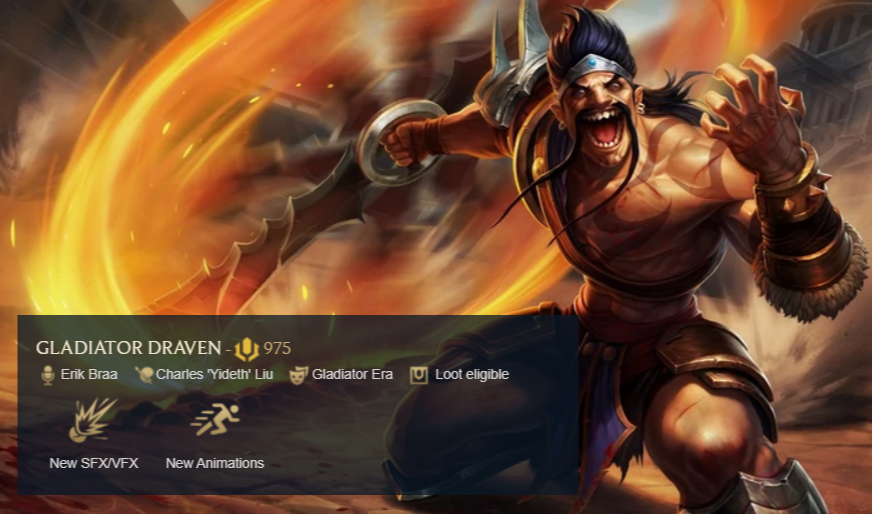 GLADIATOR DRAVEN - 975
Erik Braa Charles 'Yideth' Liu Gladiator Era Loot eligible
New SFX/VFX New Animations